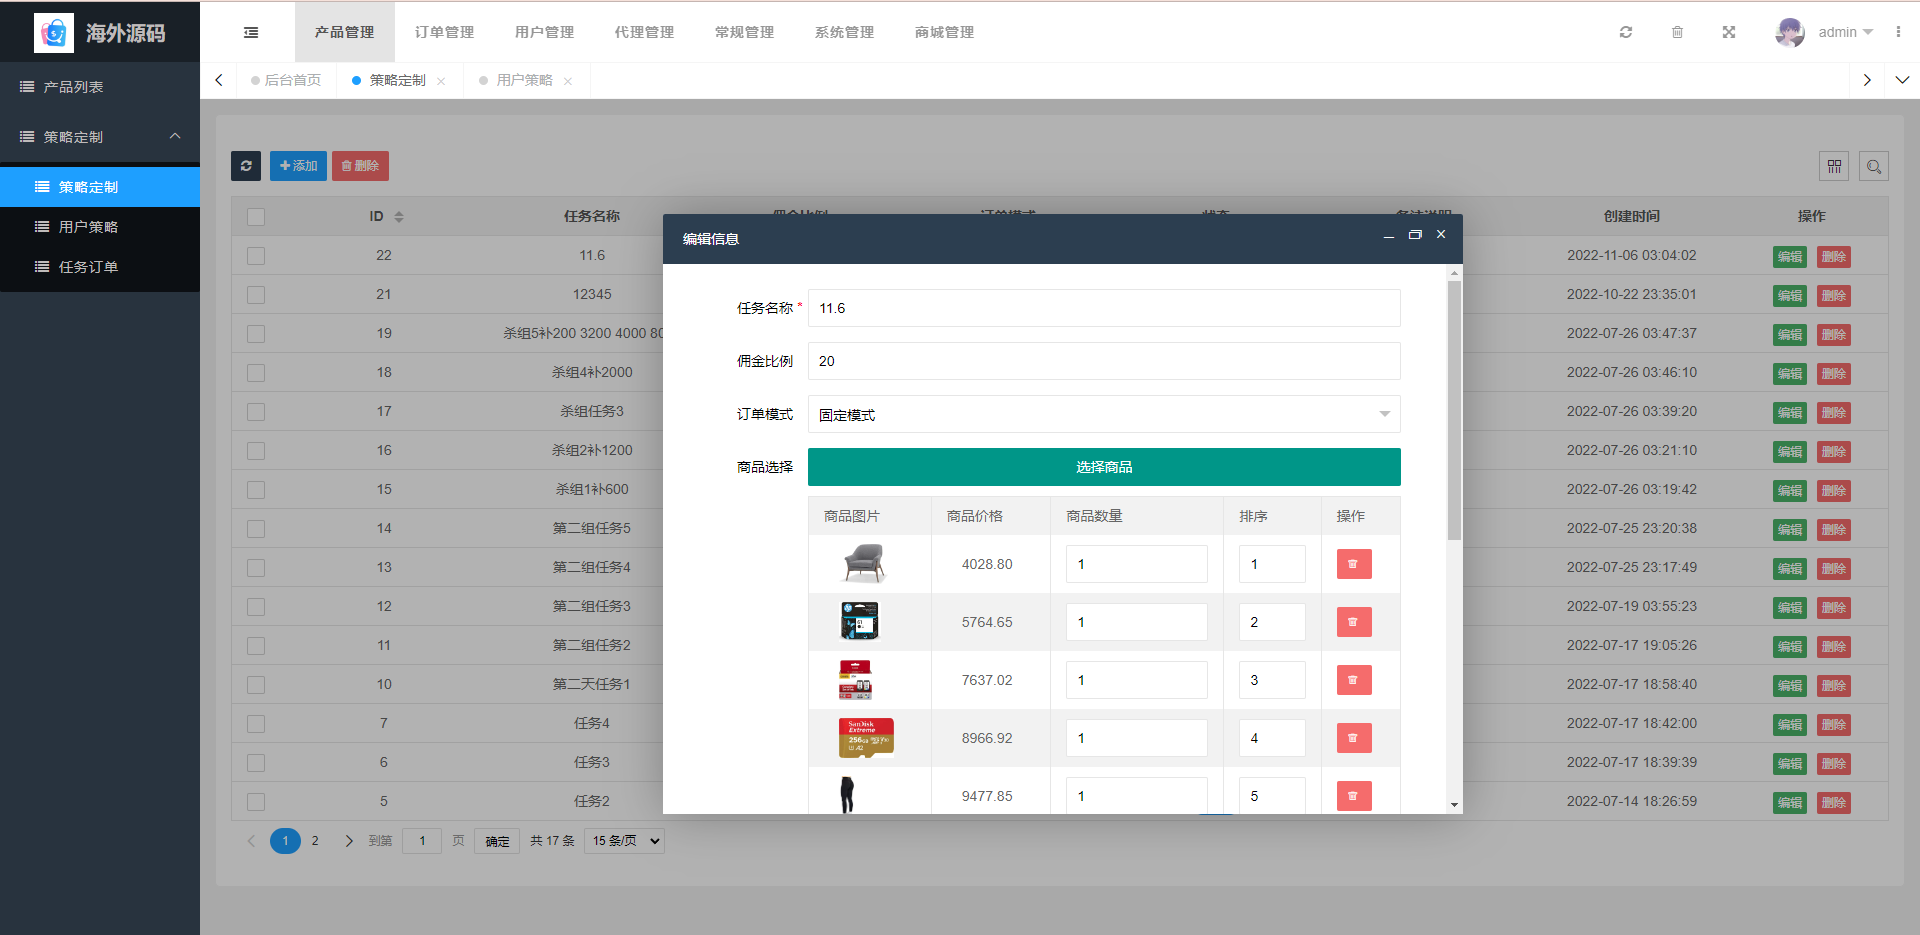 海外源码
产品管理 订单管理 用户管理 代理管理 常规管理 系统管理 商城管理
admin
产品列表
策略定制
策略定制
用户策略
任务订单
后台首页 策略定制 用户策略
添加 删除
ID 任务名称 佣金比例 订单模式 状态 备注说明 创建时间 操作
22 11.6 2022-11-06 03:04:02 编辑 删除
21 12345 2022-10-22 23:35:01 编辑 删除
19 杀组5补200 3200 4000 80 2022-07-26 03:47:37 编辑 删除
18 杀组4补2000 2022-07-26 03:46:10 编辑 删除
17 杀组任务3 2022-07-26 03:39:20 编辑 删除
16 杀组2补1200 2022-07-26 03:21:10 编辑 删除
15 杀组1补600 2022-07-26 03:19:42 编辑 删除
14 第二组任务5 2022-07-25 23:20:38 编辑 删除
13 第二组任务4 2022-07-25 23:17:49 编辑 删除
12 第二组任务3 2022-07-19 03:55:23 编辑 删除
11 第二组任务2 2022-07-17 19:05:26 编辑 删除
10 第二天任务1 2022-07-17 18:58:40 编辑 删除
7 任务4 2022-07-17 18:42:00 编辑 删除
6 任务3 2022-07-17 18:39:39 编辑 删除
5 任务2 2022-07-14 18:26:59 编辑 删除
1 2 到第 1 页 确定 共 17 条 15 条/页
编辑信息
任务名称 * 11.6
佣金比例 20
订单模式 固定模式
商品选择 选择商品
商品图片 商品价格 商品数量 排序 操作
4028.80 1 1
5764.65 1 2
7637.02 1 3
SanDisk
Extreme
256GB
A2
8966.92 1 4
9477.85 1 5